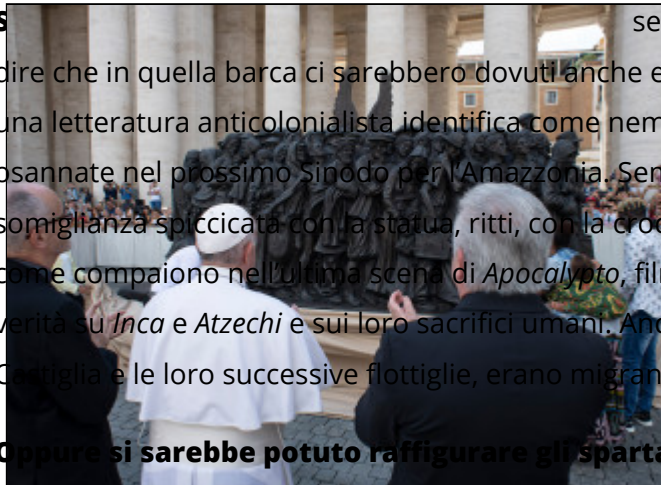 s se
dire che in quella barca ci sarebbero dovuti anche e
una letteratura anticolonialista identifica come nem
osannate nel prossimo Sinodo per l'Amazzonia. Sem
somiglianza spiccicata con la statua, ritti, con la croc
come compaiono nell'ultima scena di Apocalypto, film
verità su Inca e Atzechi e sui loro sacrifici umani. Anc
Castiglia e le loro successive flottiglie, erano migran
Oppure si sarebbe potuto raffigurare gli sparta